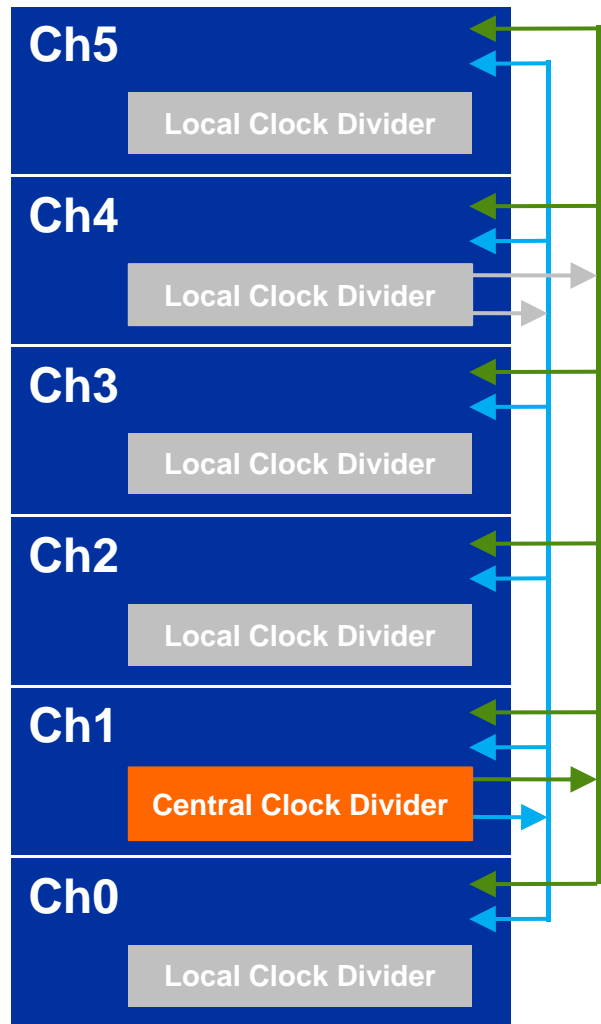 Ch5
Local Clock Divider
Ch4
Local Clock Divider
Ch3
Local Clock Divider
Ch2
Local Clock Divider
Ch1
Central Clock Divider
Ch0
Local Clock Divider